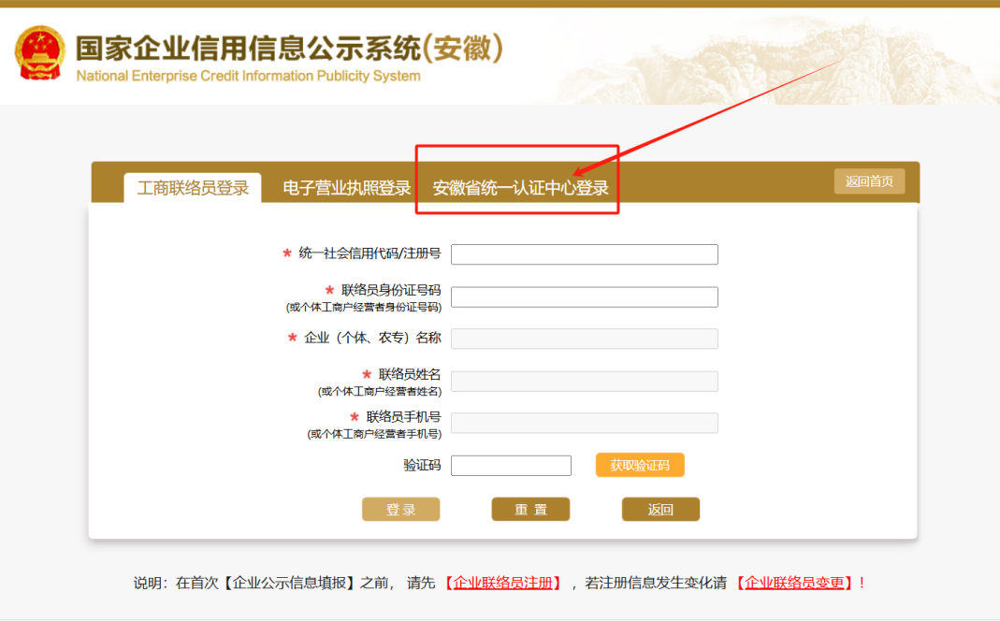 国家企业信用信息公示系统(安徽)
National Enterprise Credit Information Publicity System
工商联络员登录 电子营业执照登录 安徽省统一认证中心登录 返回首页
* 统一社会信用代码/注册号
* 联络员身份证号码
(或个体工商户经营者身份证号码)
* 企业（个体、农专）名称
* 联络员姓名
(或个体工商户经营者姓名)
* 联络员手机号
(或个体工商户经营者手机号)
验证码 获取验证码
登 录 重 置 返回
说明：在首次【企业公示信息填报】之前， 请先 【企业联络员注册】 ，若注册信息发生变化请 【企业联络员变更】！